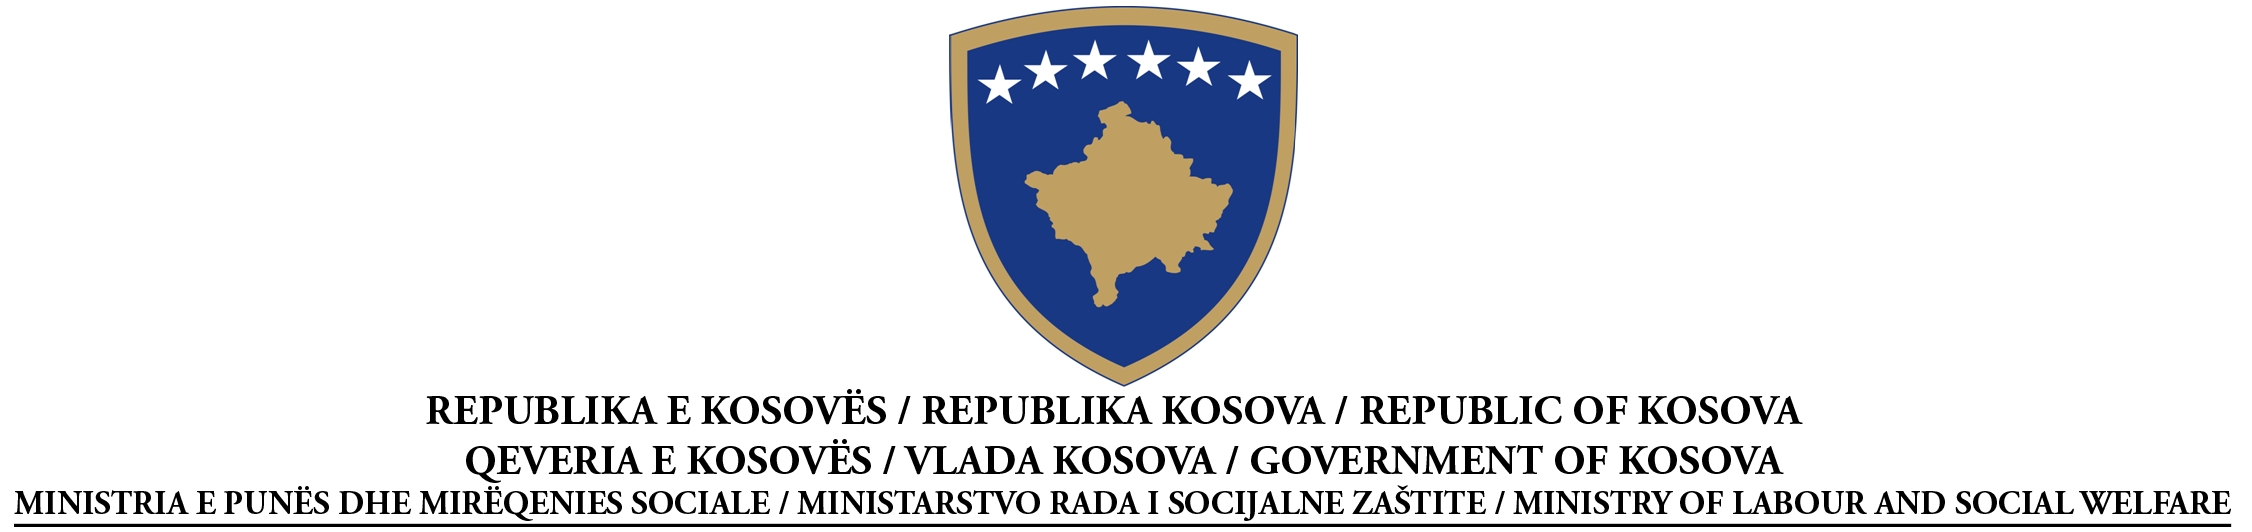 REPUBLIKA E KOSOVËS / REPUBLIKA KOSOVA / REPUBLIC OF KOSOVA
QEVERIA E KOSOVËS / VLADA KOSOVA / GOVERNMENT OF KOSOVA
MINISTRIA E PUNËS DHE MIRËQENIES SOCIALE / MINISTARSTVO RADA I SOCIJALNE ZAŠTITE / MINISTRY OF LABOUR AND SOCIAL WELFARE